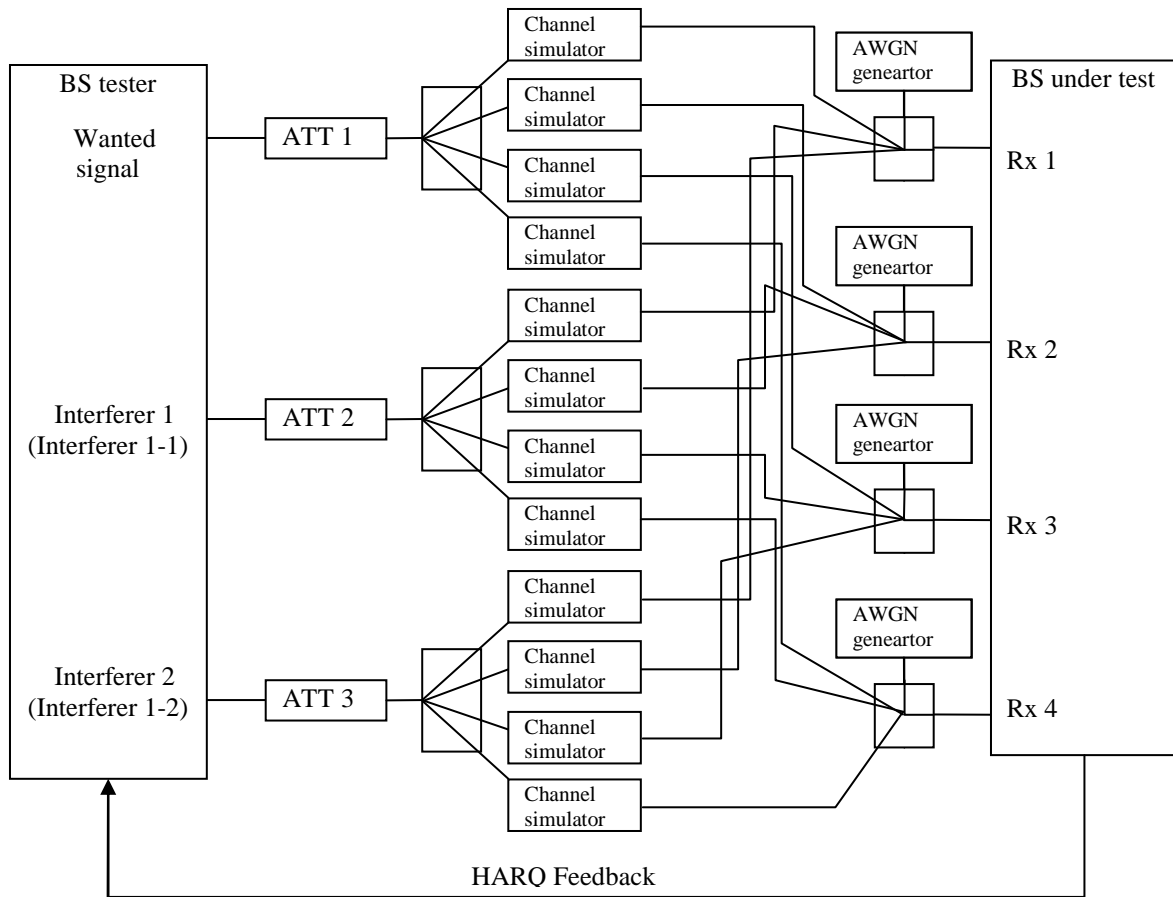 BS tester
Wanted
signal
Interferer 1
(Interferer 1-1)
Interferer 2
(Interferer 1-2)
ATT 1
ATT 2
ATT 3
Channel
simulator
Channel
simulator
Channel
simulator
Channel
simulator
Channel
simulator
Channel
simulator
Channel
simulator
Channel
simulator
Channel
simulator
Channel
simulator
Channel
simulator
Channel
simulator
AWGN
geneartor
AWGN
geneartor
AWGN
geneartor
AWGN
geneartor
BS under test
Rx 1
Rx 2
Rx 3
Rx 4
HARQ Feedback